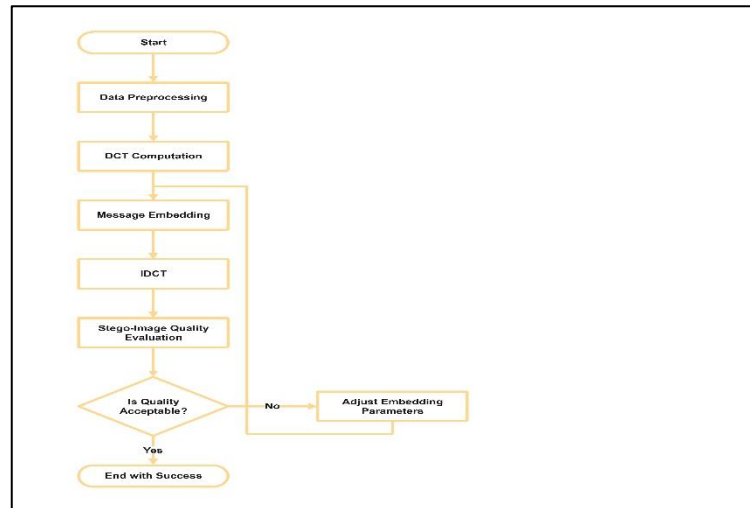 Start
Data Preprocessing
DCT Computation
Message Embedding
IDCT
Stego-Image Quality
Evaluation
Is Quality
Acceptable?
No
Adjust Embedding
Parameters
Yes
End with Success